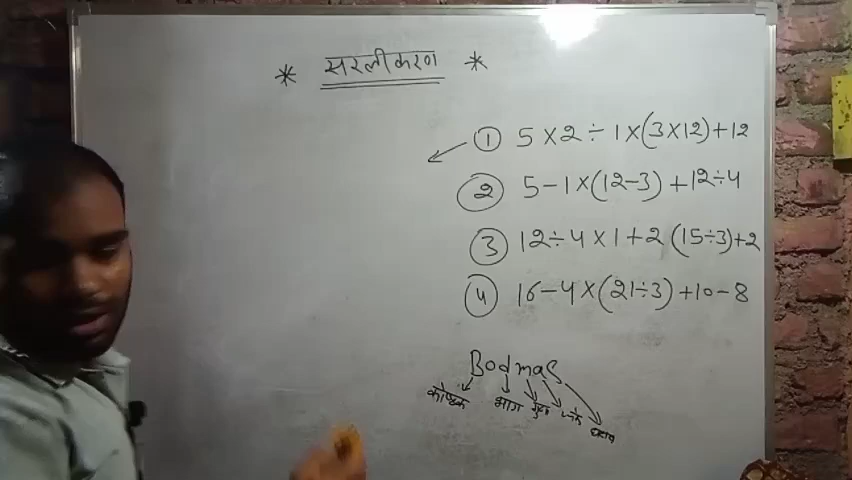 * सरलीकरण *
① 5 × 2 ÷ 1 × (3 × 12) + 12
② 5 - 1 × (12 - 3) + 12 ÷ 4
③ 12 ÷ 4 × 1 + 2 (15 ÷ 3) + 2
④ 16 - 4 × (21 ÷ 3) + 10 - 8
Bodmas
कोष्टक भाग गुणा जोड़ घटाव